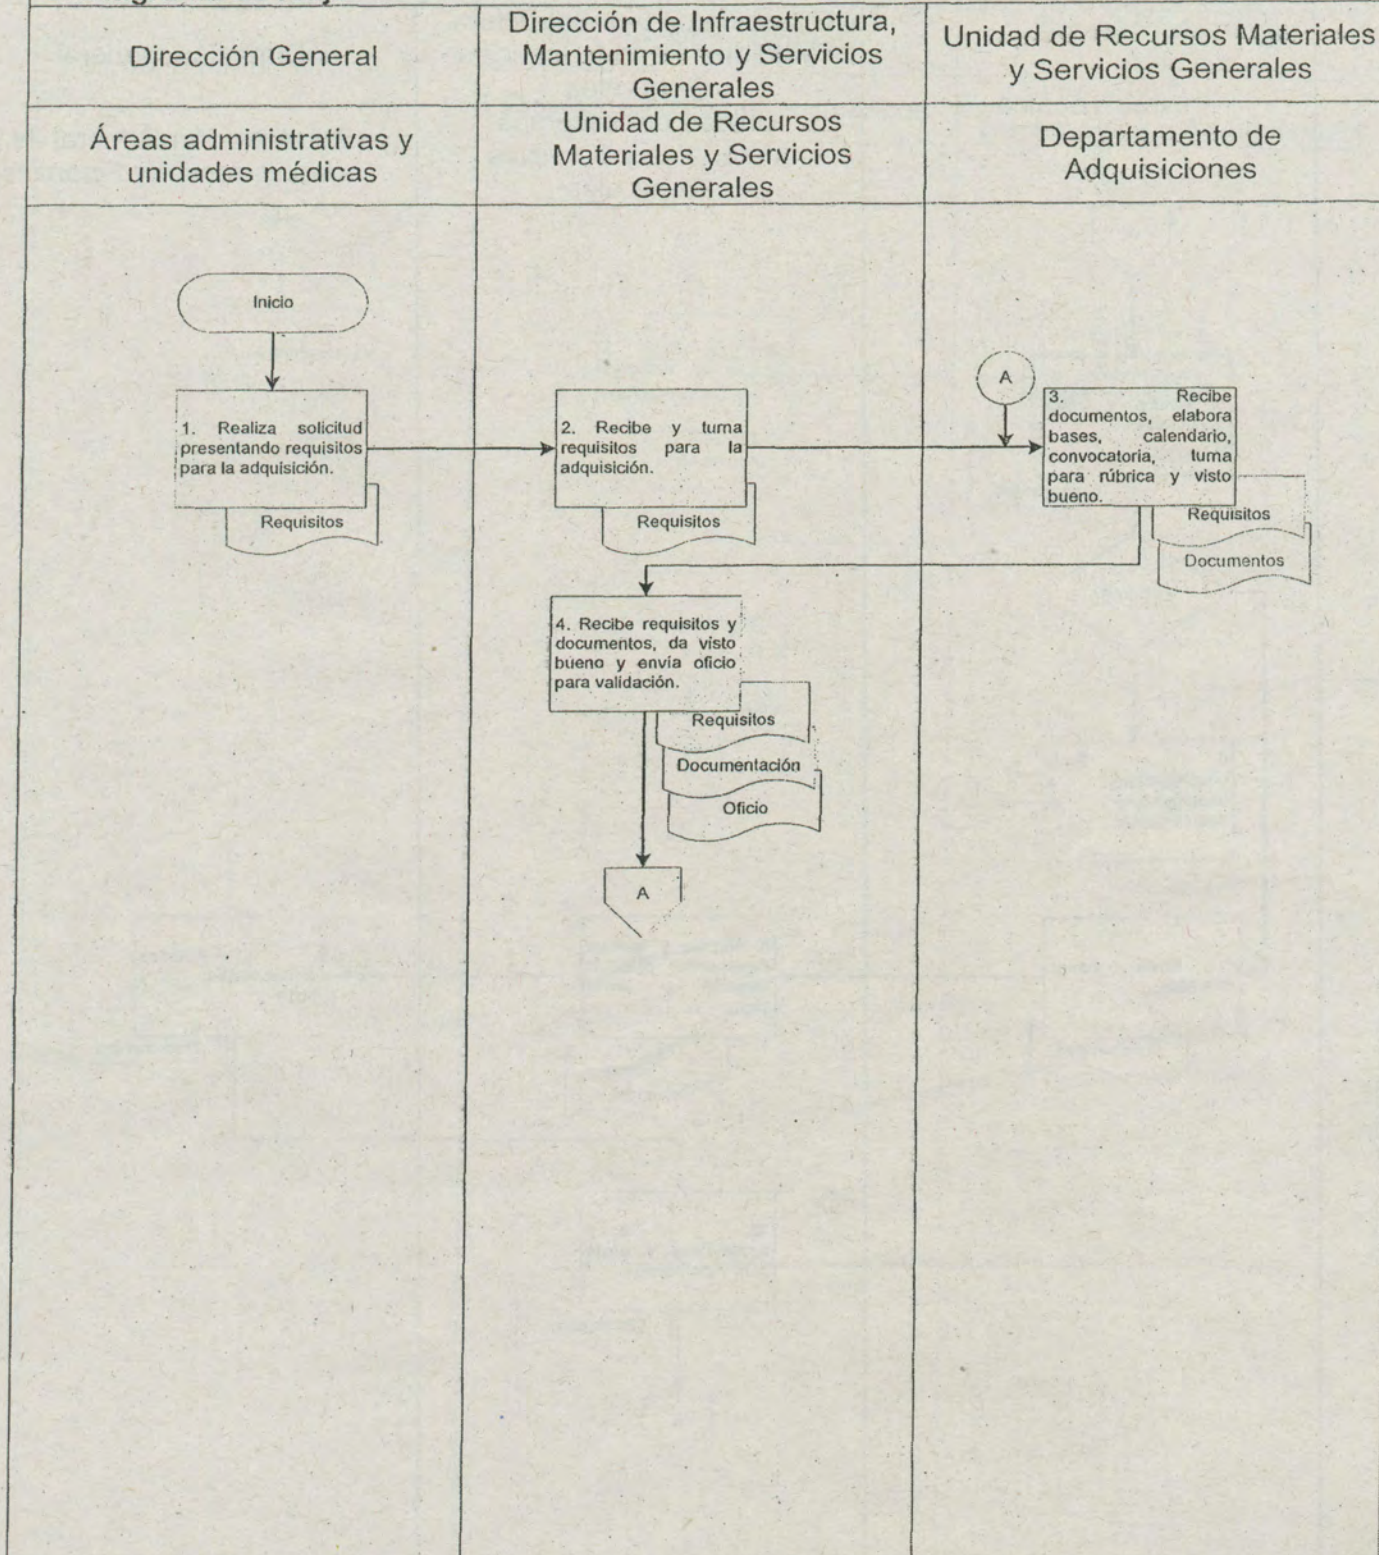 Dirección General
Dirección de Infraestructura,
Mantenimiento y Servicios
Generales
Unidad de Recursos Materiales
y Servicios Generales
Áreas administrativas y
unidades médicas
Unidad de Recursos
Materiales y Servicios
Generales
Departamento de
Adquisiciones
Inicio
1. Realiza solicitud
presentando requisitos
para la adquisición.
Requisitos
2. Recibe y turna
requisitos para la
adquisición.
Requisitos
A
3. Recibe
documentos, elabora
bases, calendario,
convocatoria, turna
para rúbrica y visto
bueno.
Requisitos
Documentos
4. Recibe requisitos y
documentos, da visto
bueno y envía oficio
para validación.
Requisitos
Documentación
Oficio
A